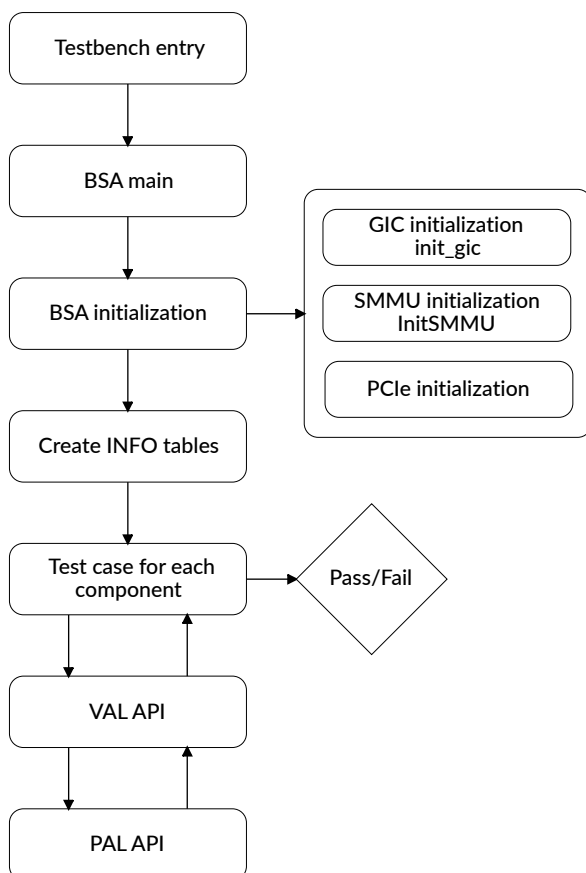 Testbench entry
BSA main
GIC initialization
init_gic
BSA initialization
SMMU initialization
InitSMMU
PCIe initialization
Create INFO tables
Test case for each
component
Pass/Fail
VAL API
PAL API